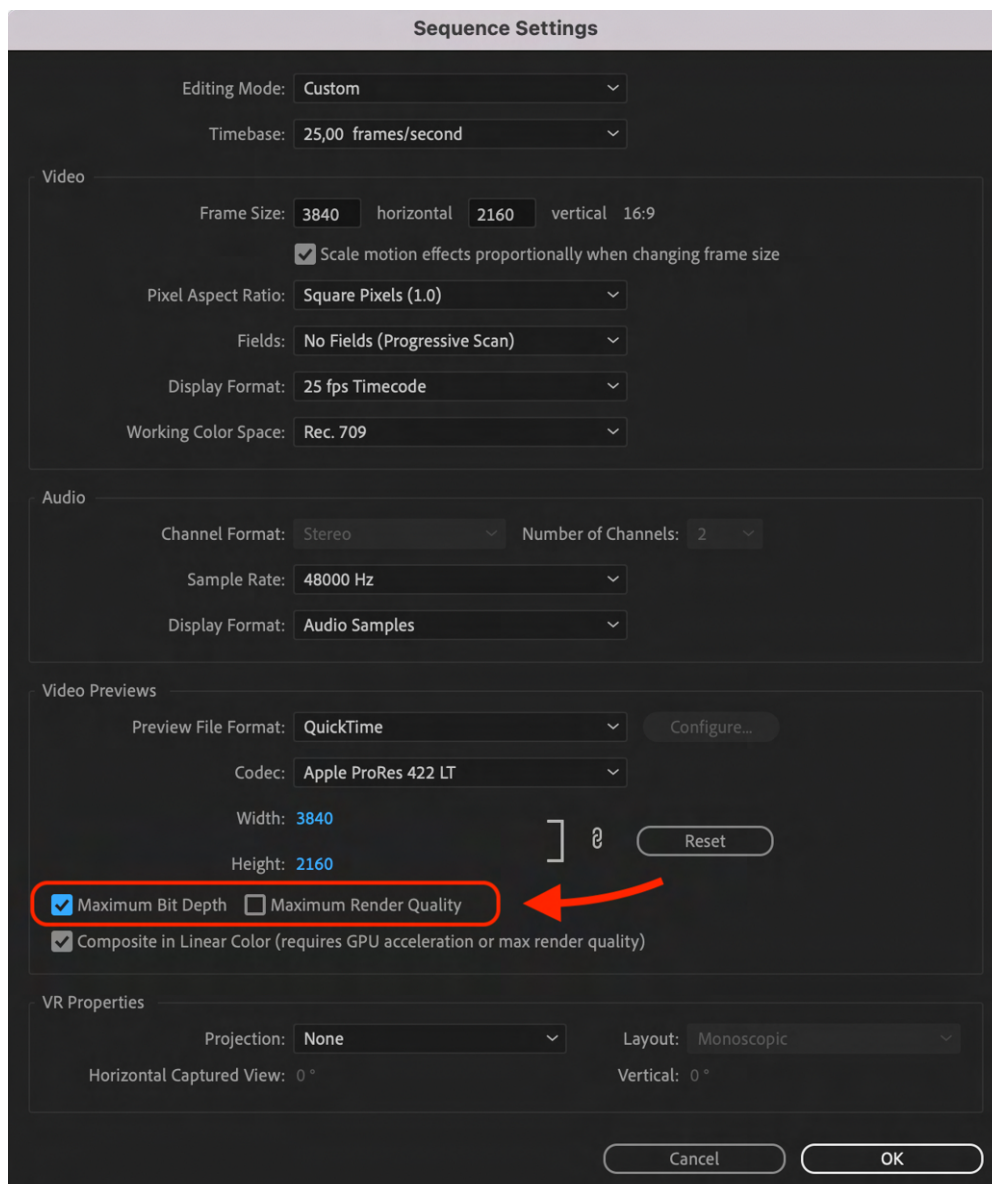 Sequence Settings
Editing Mode: Custom
Timebase: 25,00 frames/second
Video
Frame Size: 3840 horizontal 2160 vertical 16:9
Scale motion effects proportionally when changing frame size
Pixel Aspect Ratio: Square Pixels (1.0)
Fields: No Fields (Progressive Scan)
Display Format: 25 fps Timecode
Working Color Space: Rec. 709
Audio
Channel Format: Stereo Number of Channels: 2
Sample Rate: 48000 Hz
Display Format: Audio Samples
Video Previews
Preview File Format: QuickTime Configure...
Codec: Apple ProRes 422 LT
Width: 3840
Reset
Height: 2160
Maximum Bit Depth Maximum Render Quality
Composite in Linear Color (requires GPU acceleration or max render quality)
VR Properties
Projection: None Layout: Monoscopic
Horizontal Captured View: 0 ° Vertical: 0 °
Cancel OK